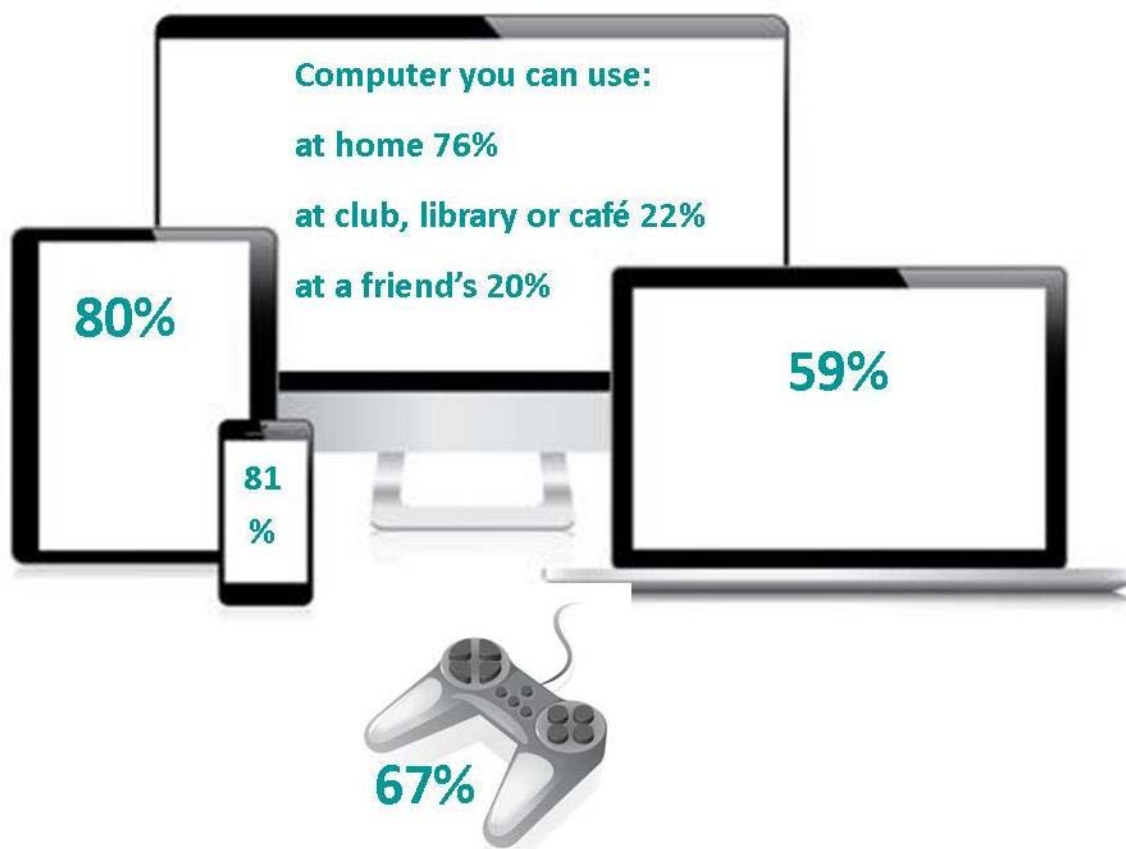 Computer you can use:
at home 76%
at club, library or café 22%
at a friend's 20%
80%
59%
81
%
67%